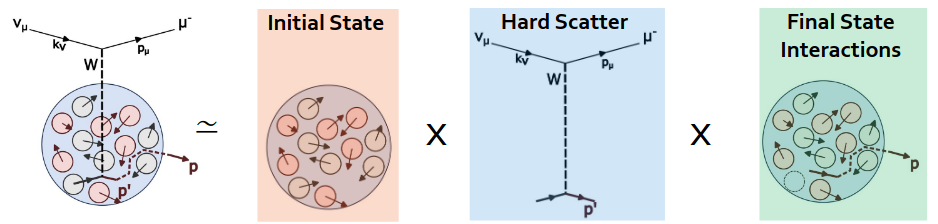 νμ
μ⁻
kν
pμ
W
p
p'
≃
Initial State
X
Hard Scatter
νμ
μ⁻
kν
pμ
W
p'
X
Final State
Interactions
p